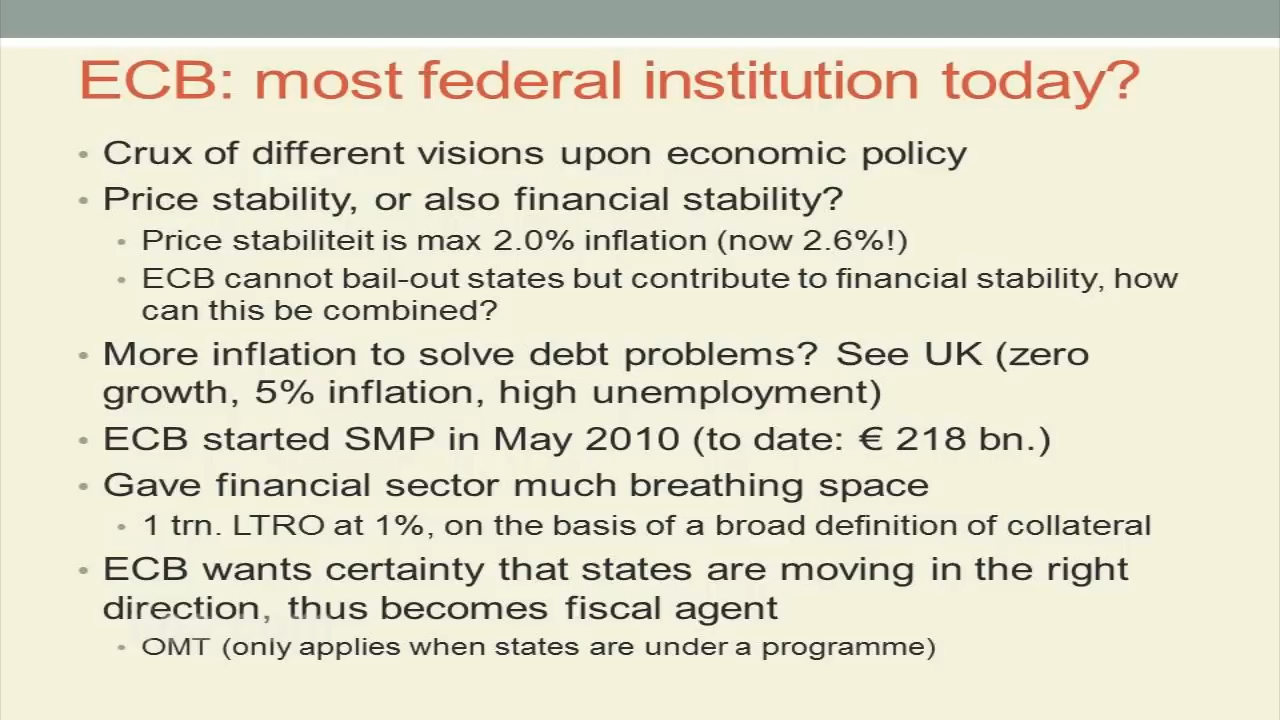 ECB: most federal institution today?
• Crux of different visions upon economic policy
• Price stability, or also financial stability?
• Price stabiliteit is max 2.0% inflation (now 2.6%!)
• ECB cannot bail-out states but contribute to financial stability, how
can this be combined?
• More inflation to solve debt problems? See UK (zero
growth, 5% inflation, high unemployment)
• ECB started SMP in May 2010 (to date: € 218 bn.)
• Gave financial sector much breathing space
• 1 trn. LTRO at 1%, on the basis of a broad definition of collateral
• ECB wants certainty that states are moving in the right
direction, thus becomes fiscal agent
• OMT (only applies when states are under a programme)